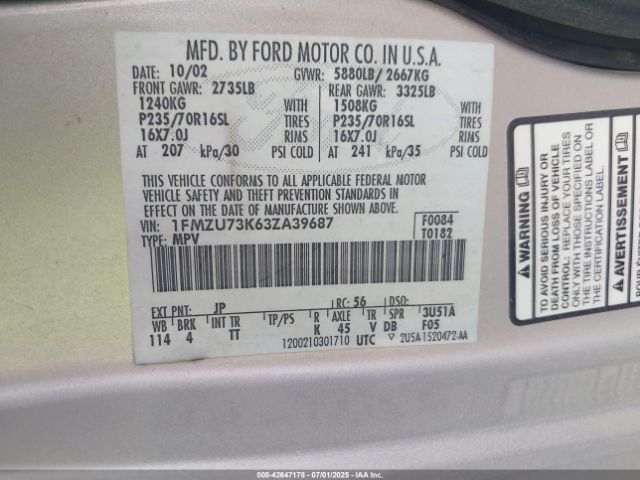 MFD. BY FORD MOTOR CO. IN U.S.A.
DATE: 10/02 GVWR: 5880LB/ 2667KG
FRONT GAWR: 2735LB REAR GAWR: 3325LB
1240KG WITH 1508KG WITH
P235/70R16SL TIRES P235/70R16SL TIRES
16X7.0J RIMS 16X7.0J RIMS
AT 207 kPa/30 PSI COLD AT 241 kPa/35 PSI COLD
THIS VEHICLE CONFORMS TO ALL APPLICABLE FEDERAL MOTOR
VEHICLE SAFETY AND THEFT PREVENTION STANDARDS IN
EFFECT ON THE DATE OF MANUFACTURE SHOWN ABOVE.
VIN: 1FMZU73K63ZA39687 F0084
TYPE: MPV T0182
EXT PNT: JP RC: 56 DSO:
WB BRK INT TR TP/PS R AXLE TR SPR 3U51A
114 4 TT K 45 V DB F05
1200210301710 UTC 2U5A-1520472-AA
AVERTISSEMENT
WARNING
TO AVOID SERIOUS INJURY OR
DEATH FROM LOSS OF VEHICLE
CONTROL: REPLACE YOUR TIRES
ONLY WITH THOSE SPECIFIED IN
THE TIRE INSTRUCTIONS LABEL OR
THE CERTIFICATION LABEL.
000-42647178 - 07/01/2025 - IAAI.COM